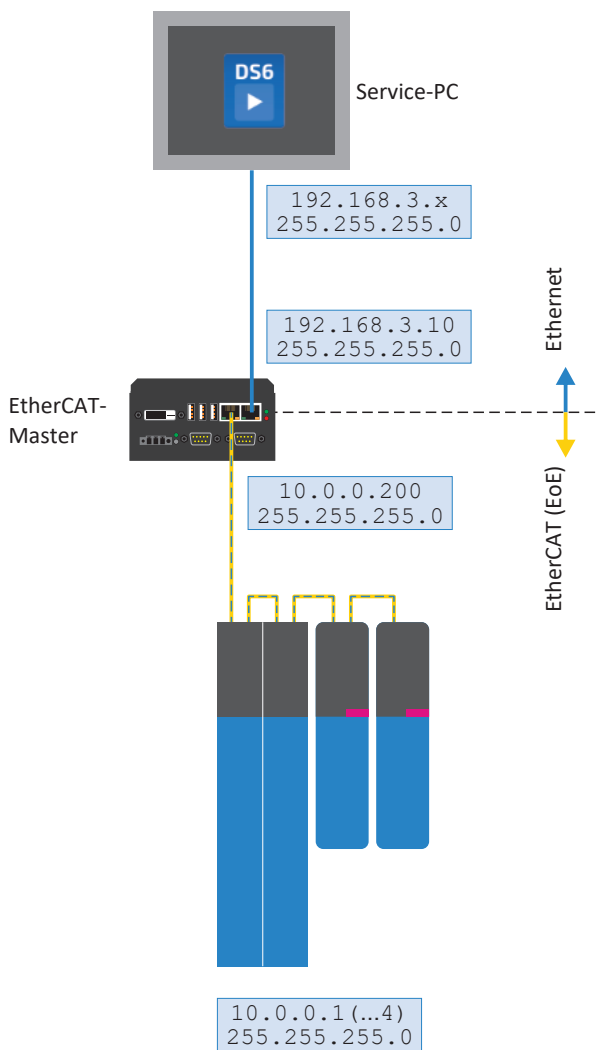 DS6
Service-PC
192.168.3.x
255.255.255.0
192.168.3.10
255.255.255.0
Ethernet
EtherCAT-
Master
EtherCAT (EoE)
10.0.0.200
255.255.255.0
10.0.0.1(…4)
255.255.255.0